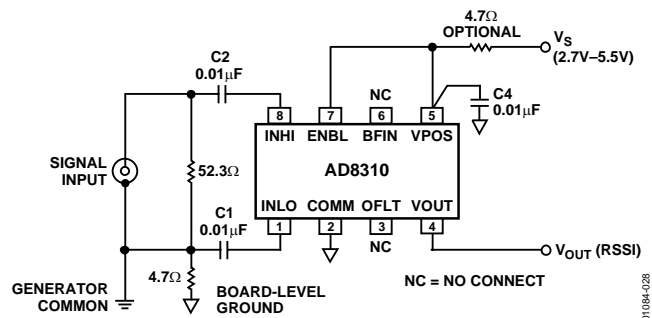 4.7Ω
OPTIONAL
VS
(2.7V–5.5V)
C2
0.01μF
NC
C4
0.01μF
8 7 6 5
INHI ENBL BFIN VPOS
SIGNAL
INPUT
52.3Ω
AD8310
C1
0.01μF
INLO COMM OFLT VOUT
1 2 3 4
NC
VOUT (RSSI)
4.7Ω
NC = NO CONNECT
GENERATOR
COMMON
BOARD-LEVEL
GROUND
01084-028